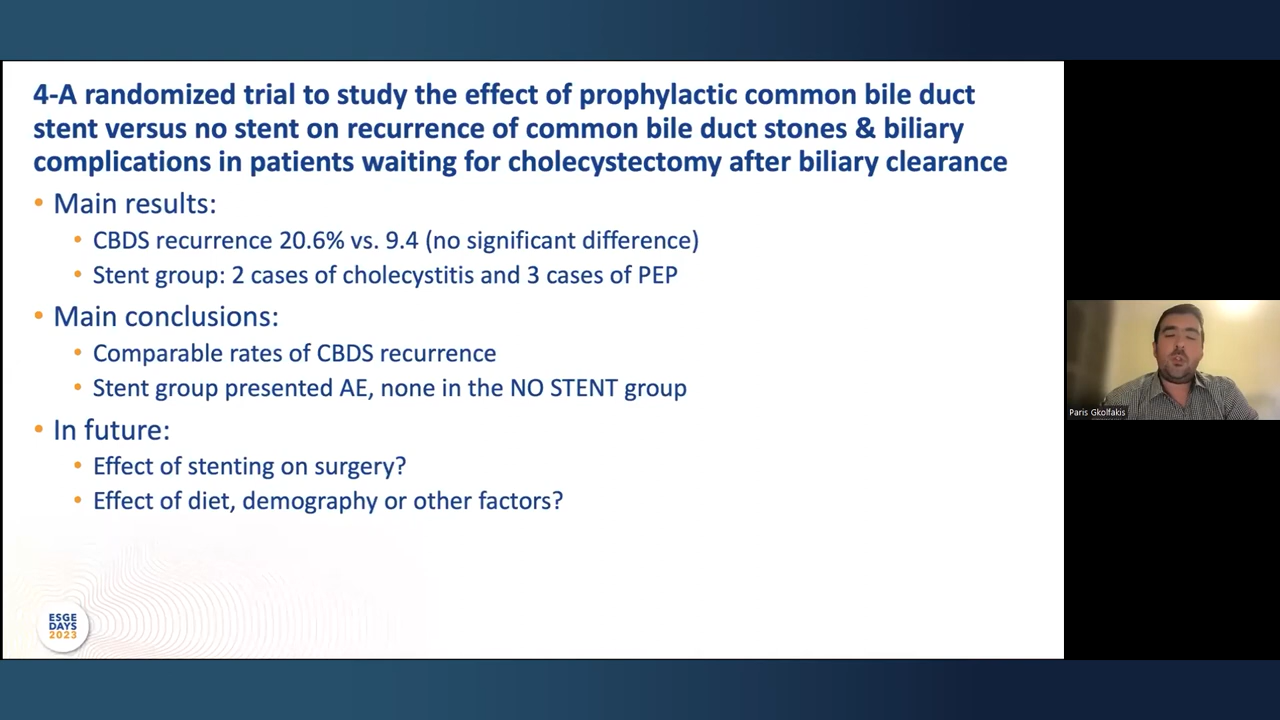 4-A randomized trial to study the effect of prophylactic common bile duct
stent versus no stent on recurrence of common bile duct stones & biliary
complications in patients waiting for cholecystectomy after biliary clearance
• Main results:
• CBDS recurrence 20.6% vs. 9.4 (no significant difference)
• Stent group: 2 cases of cholecystitis and 3 cases of PEP
• Main conclusions:
• Comparable rates of CBDS recurrence
• Stent group presented AE, none in the NO STENT group
• In future:
• Effect of stenting on surgery?
• Effect of diet, demography or other factors?
ESGE
DAYS
2023
Paris Gkolfakis